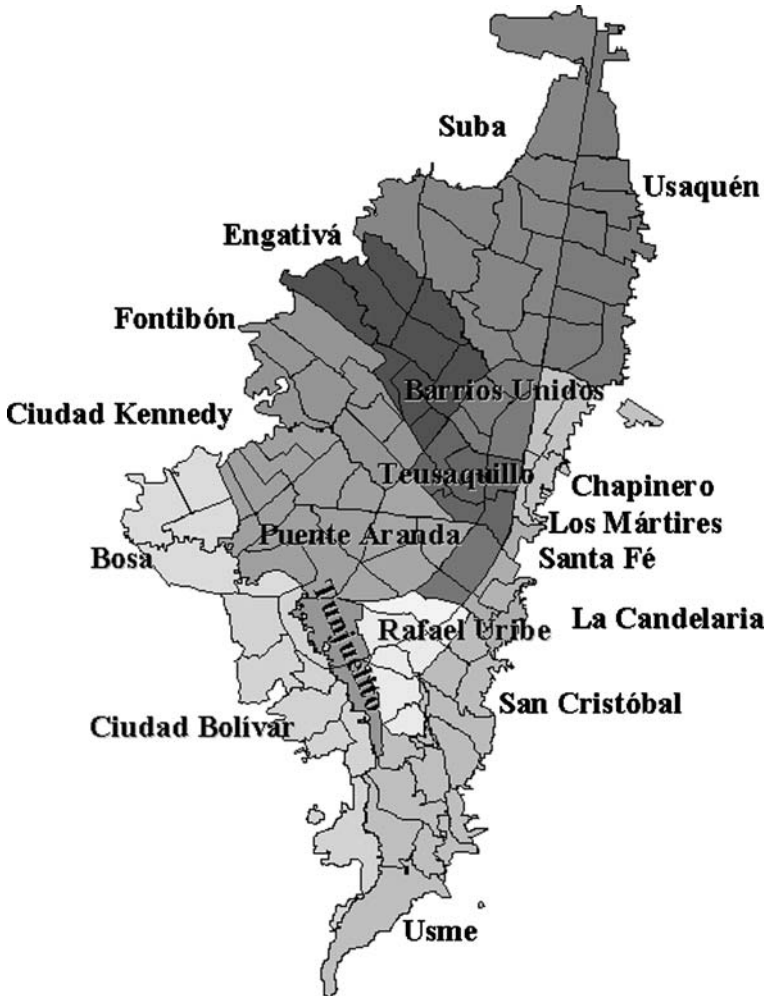 Suba
Usaquén
Engativá
Fontibón
Barrios Unidos
Ciudad Kennedy
Teusaquillo
Chapinero
Los Mártires
Puente Aranda
Bosa
Santa Fé
Tunjuelito
La Candelaria
Rafael Uribe
San Cristóbal
Ciudad Bolívar
Usme